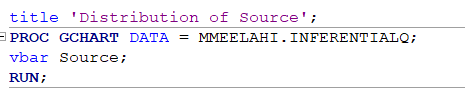 title 'Distribution of Source';
PROC GCHART DATA = MMEELAHI.INFERENTIALQ;
vbar Source;
RUN;